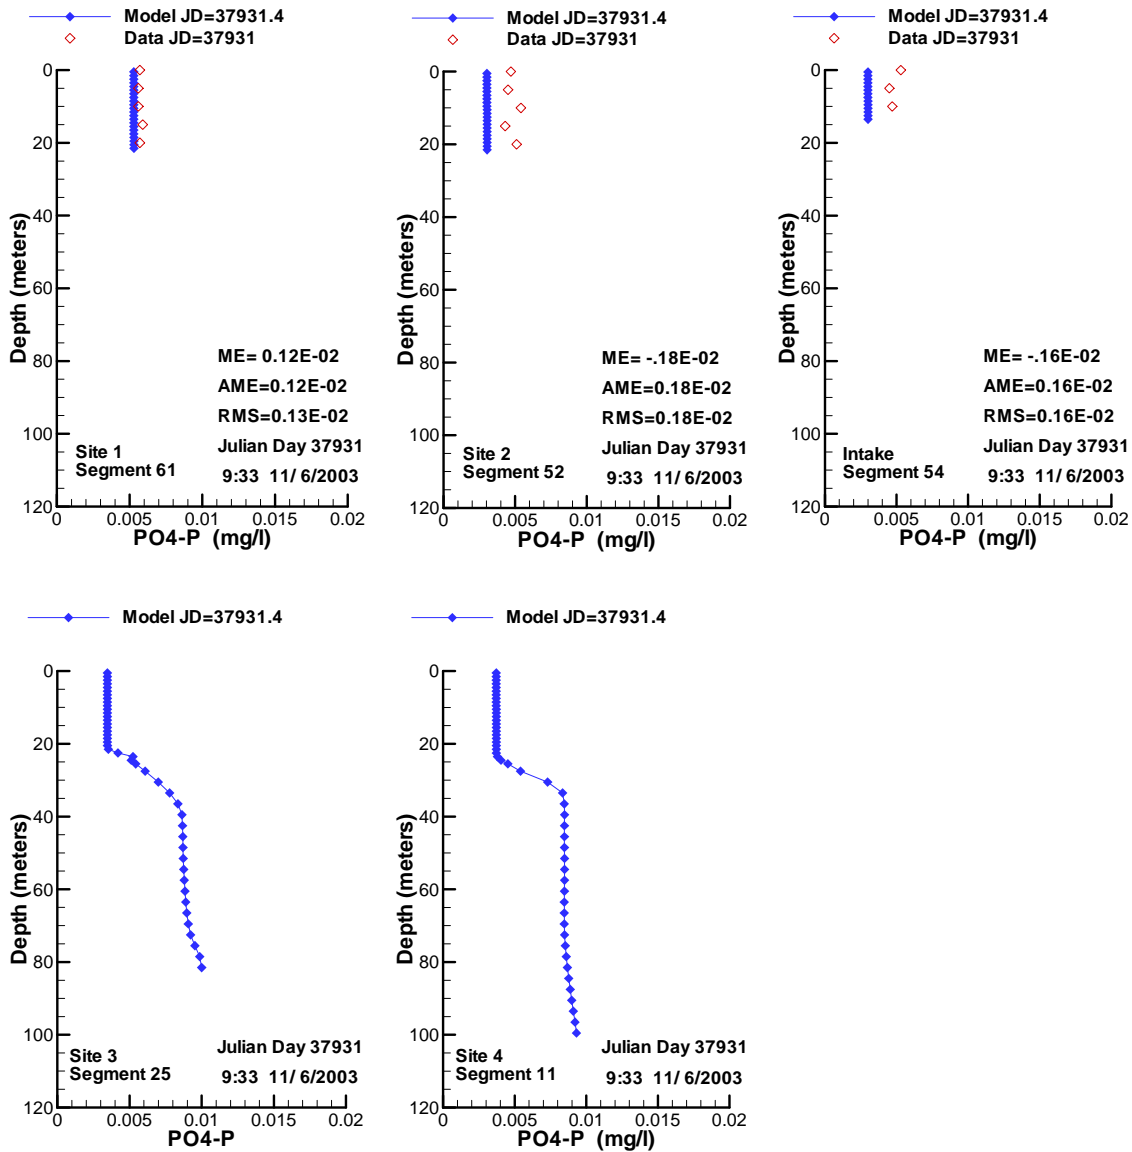 Model JD=37931.4
Data JD=37931
0
20
40
60
80
100
120
Depth (meters)
ME= 0.12E-02
AME=0.12E-02
RMS=0.13E-02
Site 1
Segment 61
Julian Day 37931
9:33 11/ 6/2003
0
0.005
0.01
0.015
0.02
PO4-P (mg/l)
Model JD=37931.4
Data JD=37931
0
20
40
60
80
100
120
Depth (meters)
ME= -.18E-02
AME=0.18E-02
RMS=0.18E-02
Site 2
Segment 52
Julian Day 37931
9:33 11/ 6/2003
0
0.005
0.01
0.015
0.02
PO4-P (mg/l)
Model JD=37931.4
Data JD=37931
0
20
40
60
80
100
120
Depth (meters)
ME= -.16E-02
AME=0.16E-02
RMS=0.16E-02
Intake
Segment 54
Julian Day 37931
9:33 11/ 6/2003
0
0.005
0.01
0.015
0.02
PO4-P (mg/l)
Model JD=37931.4
0
20
40
60
80
100
120
Depth (meters)
Site 3
Segment 25
Julian Day 37931
9:33 11/ 6/2003
0
0.005
0.01
0.015
0.02
PO4-P
Model JD=37931.4
0
20
40
60
80
100
120
Depth (meters)
Site 4
Segment 11
Julian Day 37931
9:33 11/ 6/2003
0
0.005
0.01
0.015
0.02
PO4-P (mg/l)